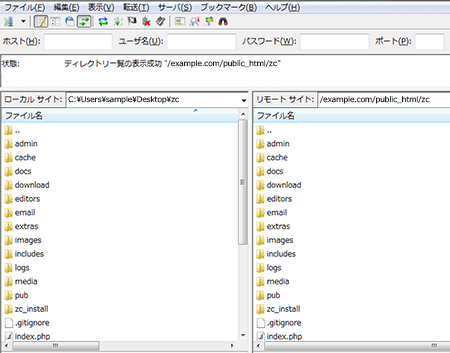 ファイル(F) 編集(E) 表示(V) 転送(T) サーバ(S) ブックマーク(B) ヘルプ(H)
ホスト(H): ユーザ名(U): パスワード(W): ポート(P):
状態: ディレクトリ一覧の表示成功 "/example.com/public_html/zc"
ローカル サイト: C:¥Users¥sample¥Desktop¥zc
ファイル名
..
admin
cache
docs
download
editors
email
extras
images
includes
logs
media
pub
zc_install
.gitignore
index.php
リモート サイト: /example.com/public_html/zc
ファイル名
..
admin
cache
docs
download
editors
email
extras
images
includes
logs
media
pub
zc_install
.gitignore
index.php